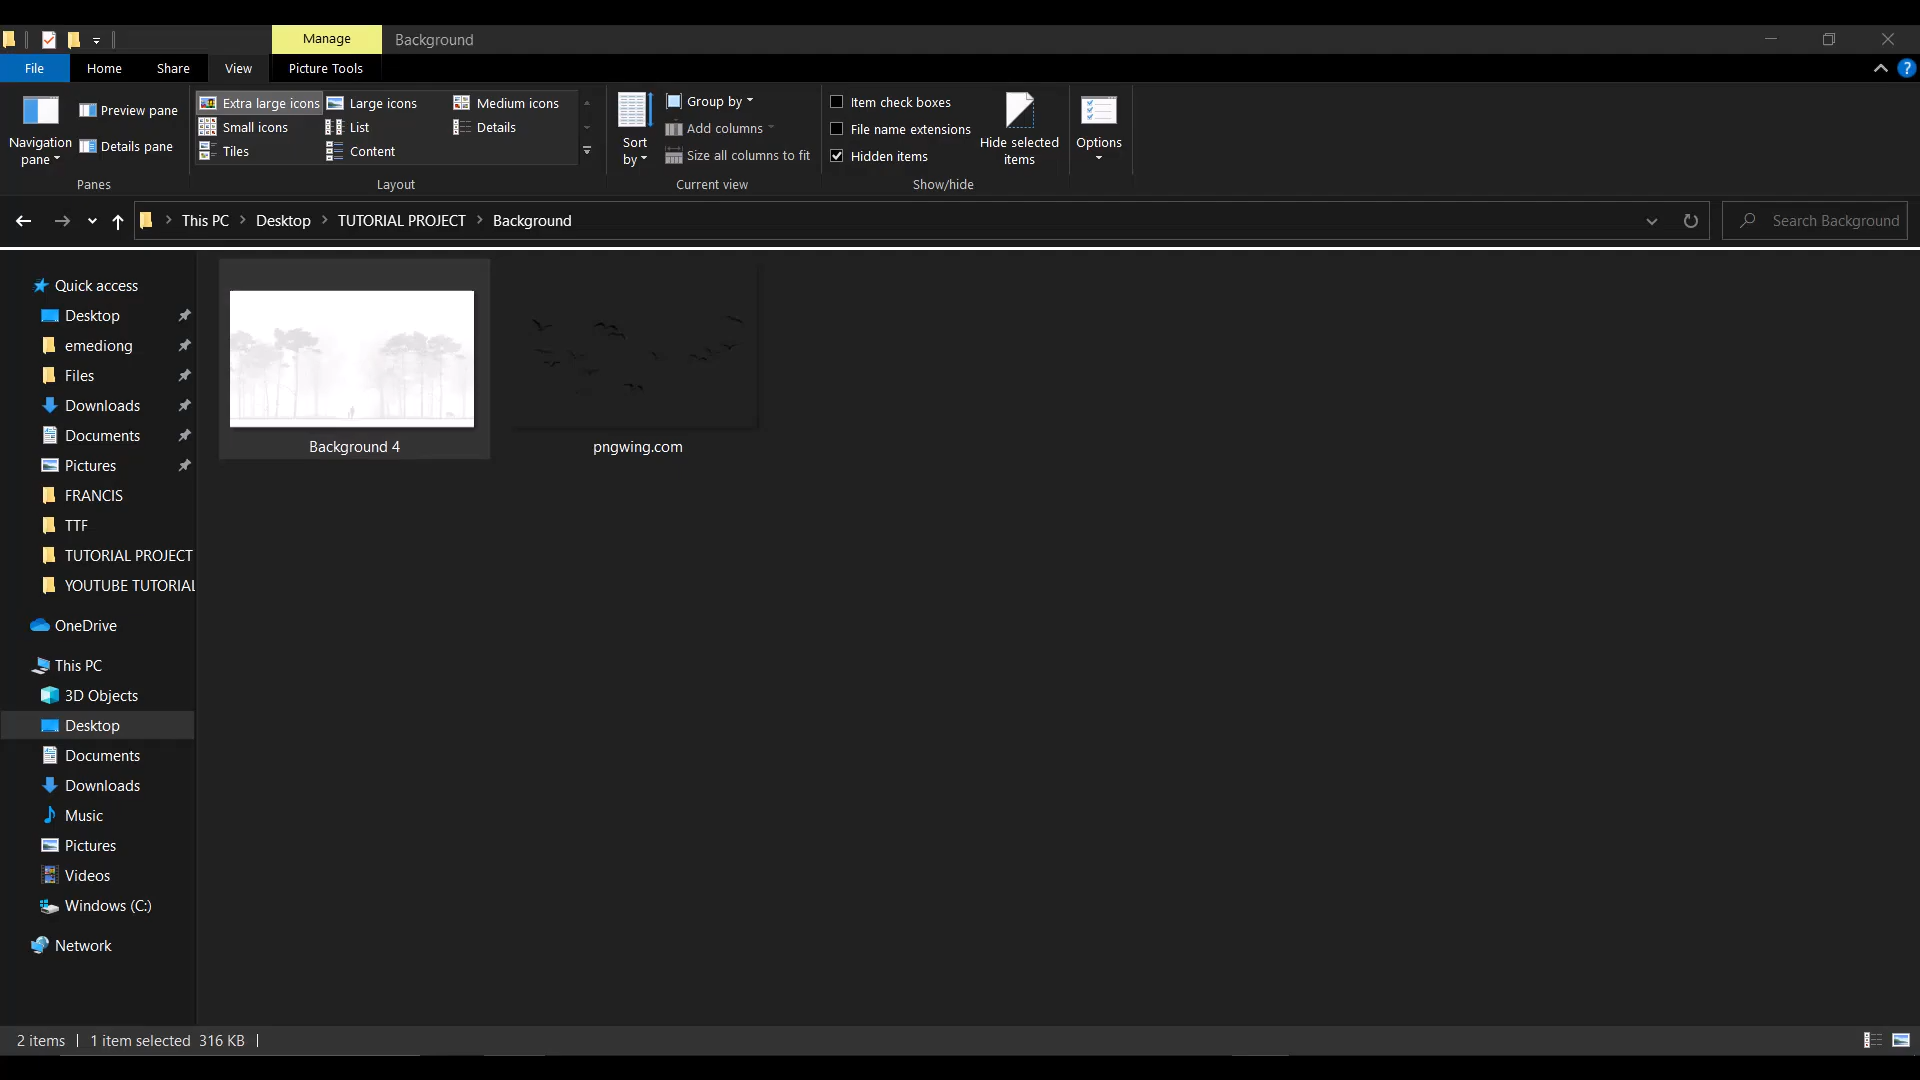 Manage
Background
File
Home
Share
View
Picture Tools
Navigation pane
Preview pane
Details pane
Panes
Extra large icons
Large icons
Medium icons
Small icons
List
Details
Tiles
Content
Layout
Sort by
Group by
Add columns
Size all columns to fit
Current view
Item check boxes
File name extensions
Hidden items
Hide selected items
Show/hide
Options
This PC
Desktop
TUTORIAL PROJECT
Background
Search Background
Quick access
Desktop
emediong
Files
Downloads
Documents
Pictures
FRANCIS
TTF
TUTORIAL PROJECT
YOUTUBE TUTORIAL
OneDrive
This PC
3D Objects
Desktop
Documents
Downloads
Music
Pictures
Videos
Windows (C:)
Network
Background 4
pngwing.com
2 items
1 item selected 316 KB